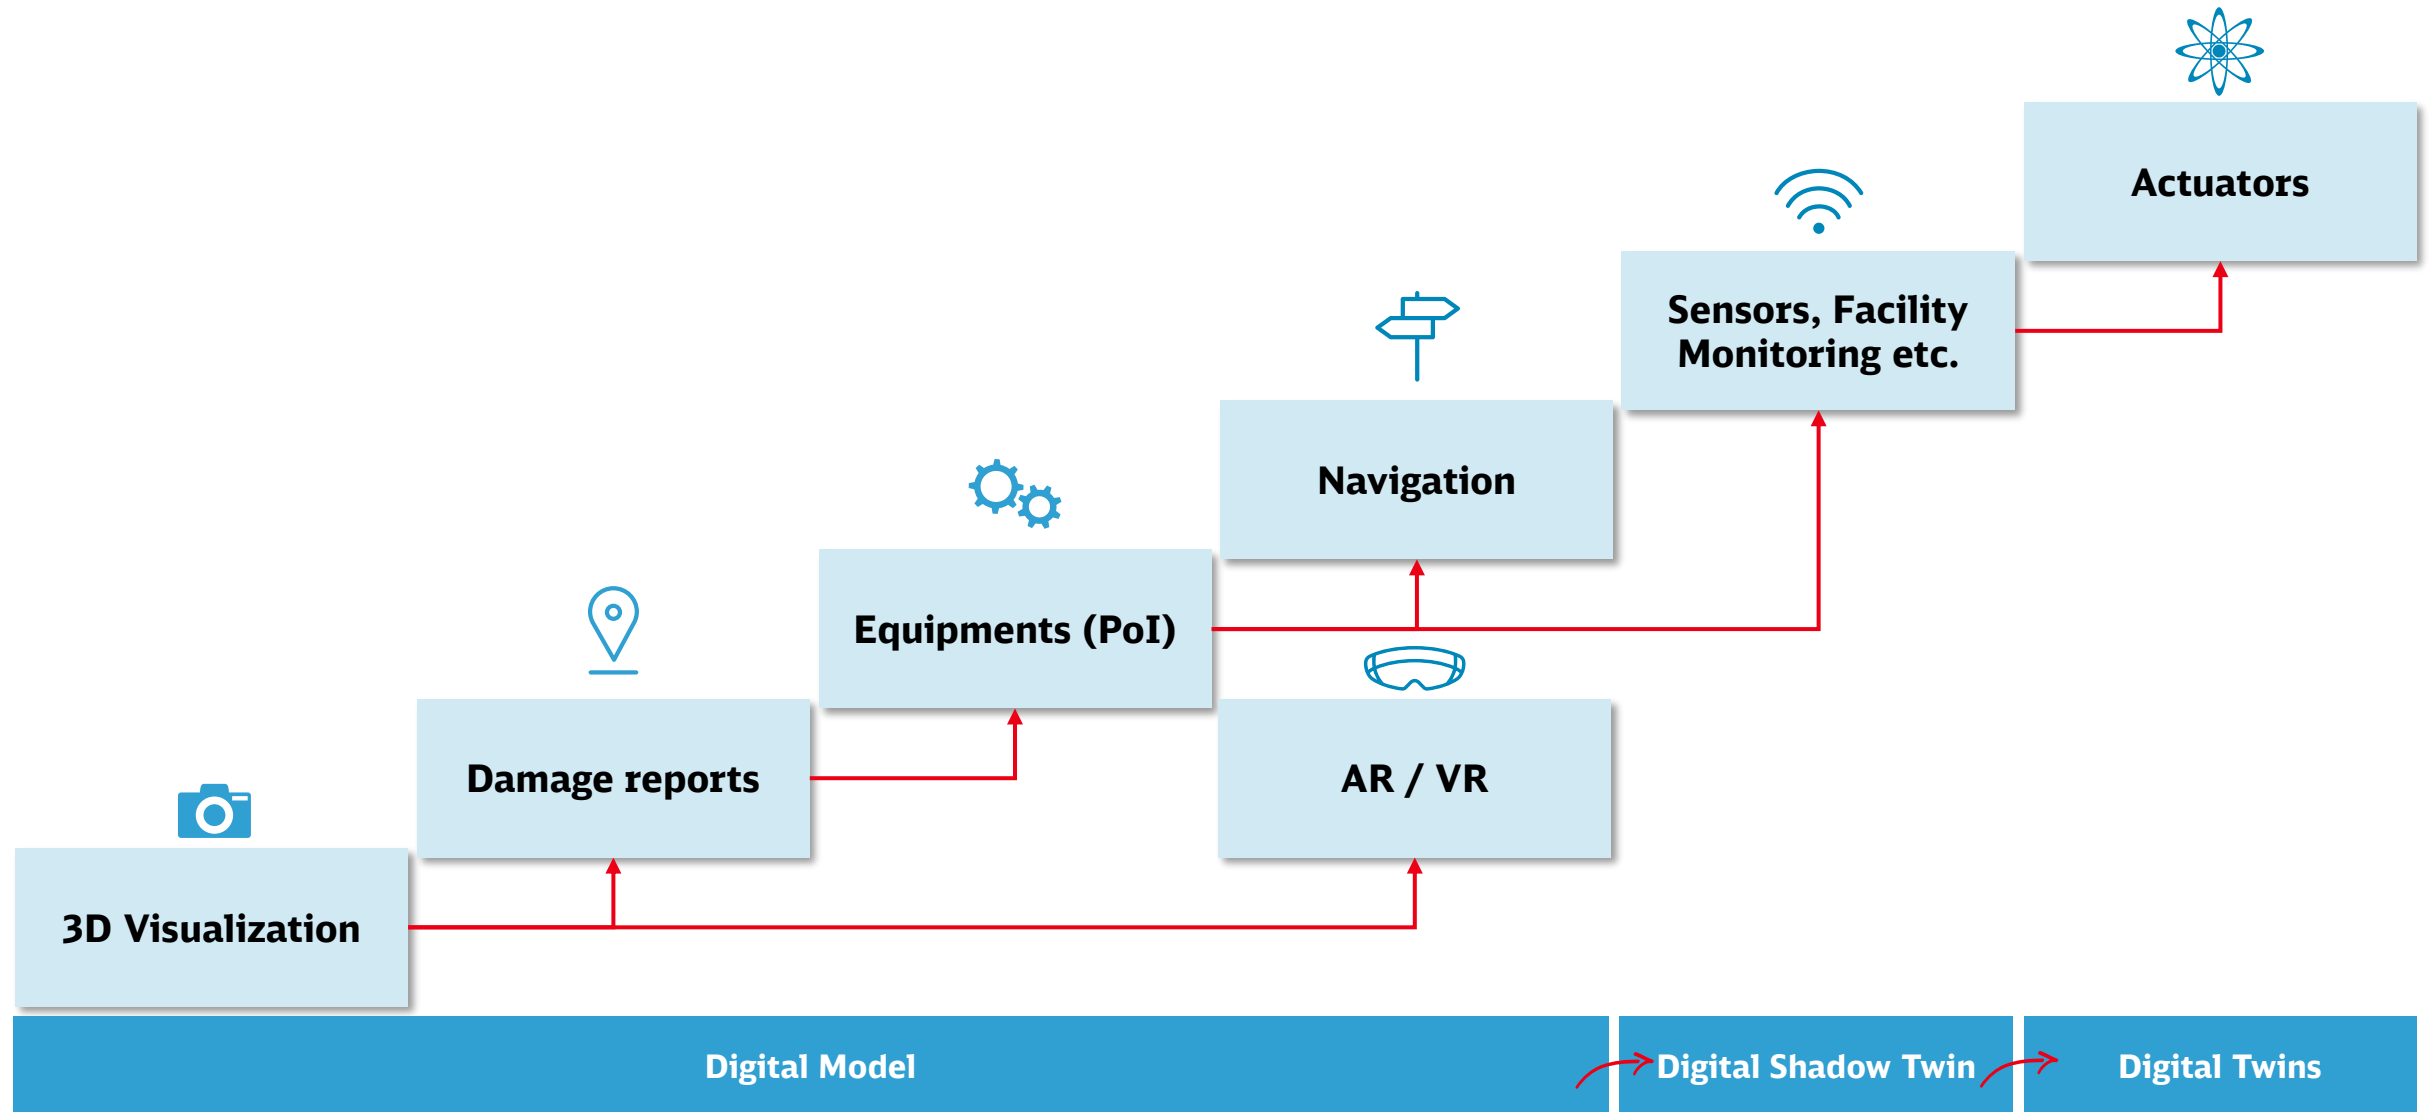 Actuators
Sensors, Facility
Monitoring etc.
Navigation
Equipments (PoI)
Damage reports
AR / VR
3D Visualization
Digital Model
Digital Shadow Twin
Digital Twins